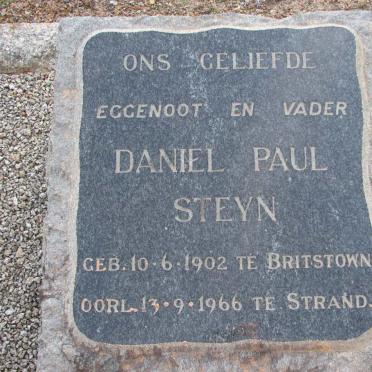 ONS GELIEFDE
EGGENOOT EN VADER
DANIEL PAUL
STEYN
GEB. 10·6·1902 TE BRITSTOWN
OORL. 13·9·1966 TE STRAND.